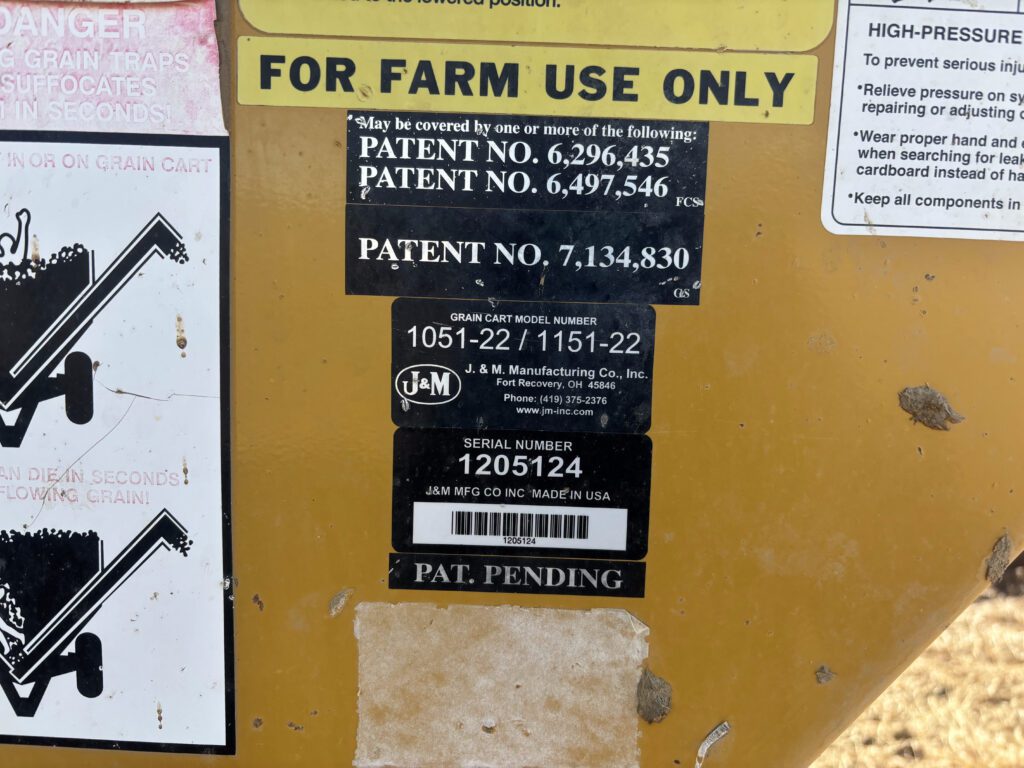 to the lowered position.
FOR FARM USE ONLY
DANGER
GRAIN TRAPS
SUFFOCATES
IN SECONDS!
IN OR ON GRAIN CART
DIE IN SECONDS
FLOWING GRAIN!
May be covered by one or more of the following:
PATENT NO. 6,296,435
PATENT NO. 6,497,546
FCS
PATENT NO. 7,134,830
GRAIN CART MODEL NUMBER
1051-22 / 1151-22
J&M
J. & M. Manufacturing Co., Inc.
Fort Recovery, OH 45846
Phone: (419) 375-2376
www.jm-inc.com
SERIAL NUMBER
1205124
J&M MFG CO INC MADE IN USA
1205124
PAT. PENDING
HIGH-PRESSURE
To prevent serious
•Relieve pressure on
repairing or adjusting
•Wear proper hand and
when searching for
cardboard instead of
•Keep all components in